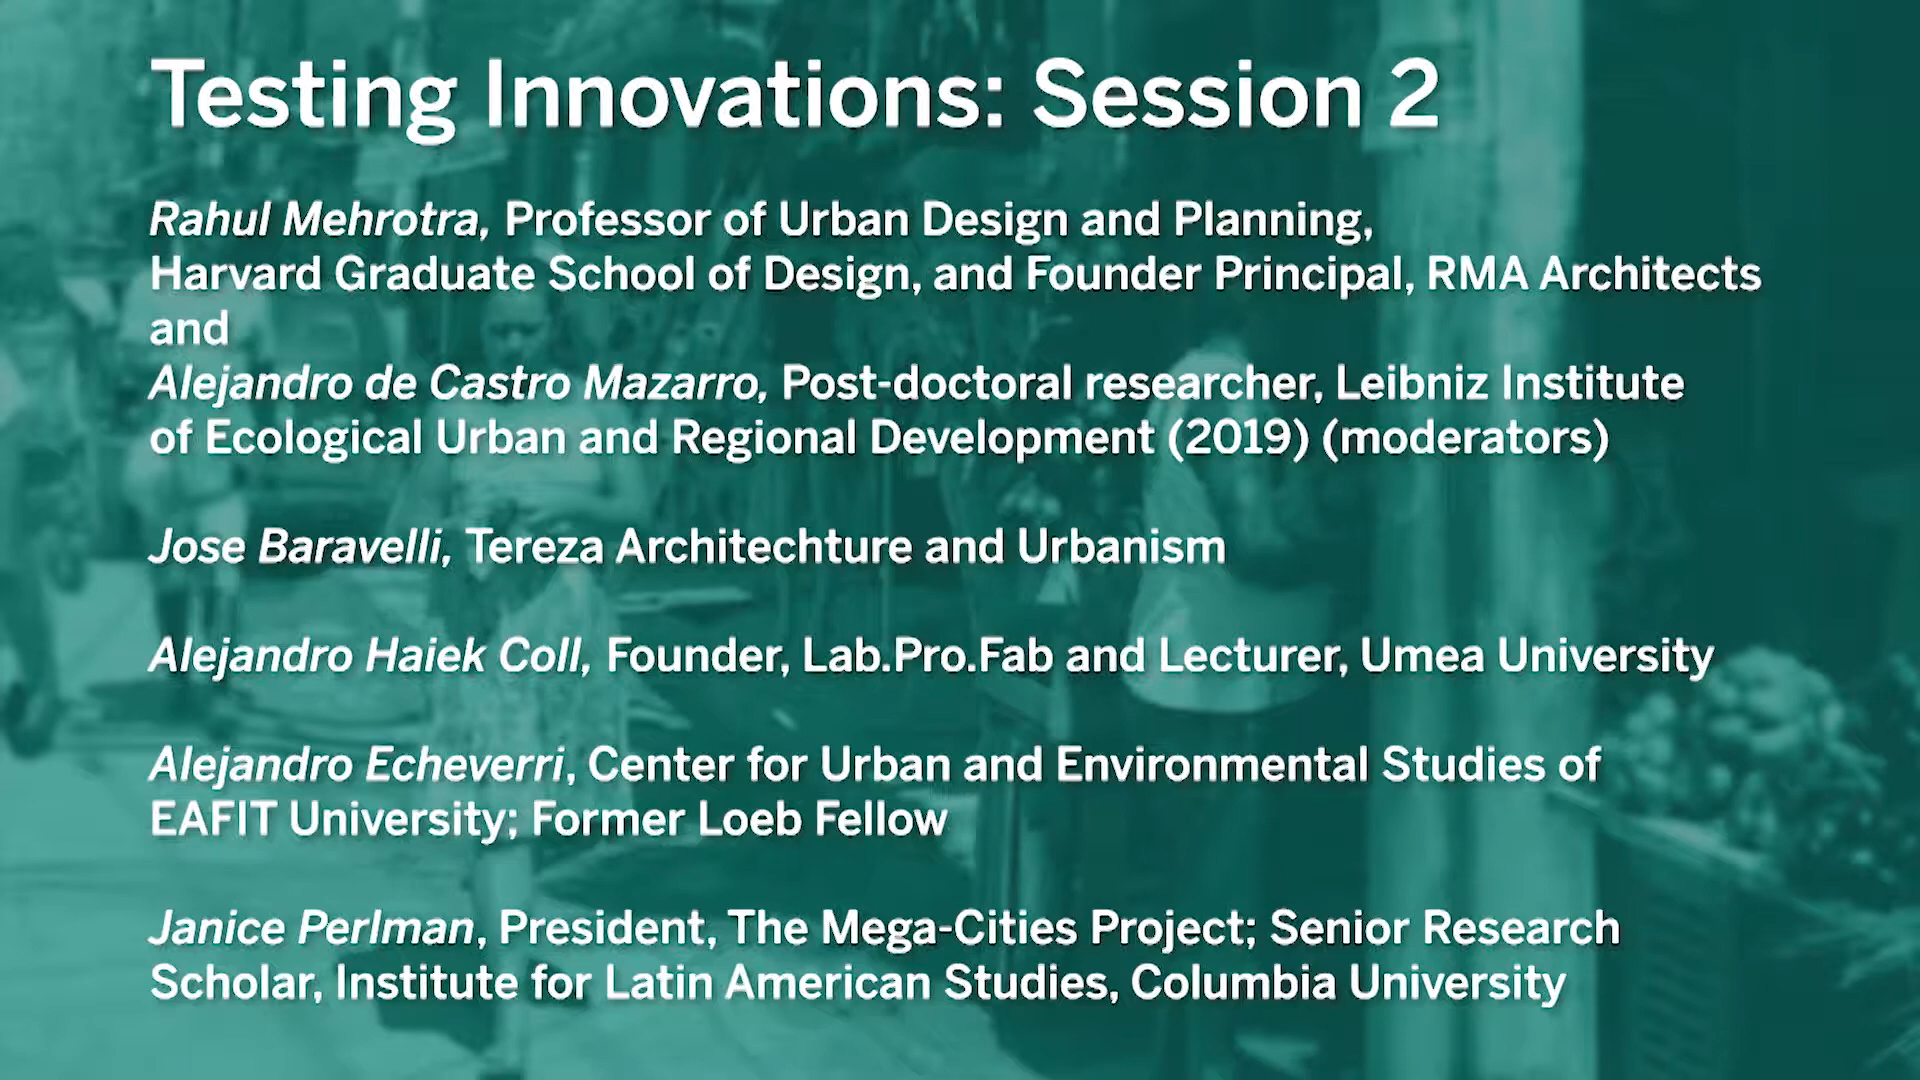 Testing Innovations: Session 2
Rahul Mehrotra, Professor of Urban Design and Planning,
Harvard Graduate School of Design, and Founder Principal, RMA Architects
and
Alejandro de Castro Mazarro, Post-doctoral researcher, Leibniz Institute
of Ecological Urban and Regional Development (2019) (moderators)
Jose Baravelli, Tereza Architechture and Urbanism
Alejandro Haiek Coll, Founder, Lab.Pro.Fab and Lecturer, Umea University
Alejandro Echeverri, Center for Urban and Environmental Studies of
EAFIT University; Former Loeb Fellow
Janice Perlman, President, The Mega-Cities Project; Senior Research
Scholar, Institute for Latin American Studies, Columbia University